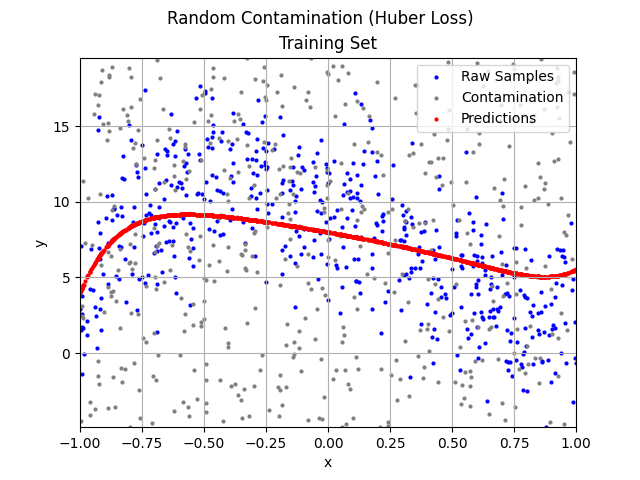 Random Contamination (Huber Loss)
Training Set
Raw Samples
Contamination
Predictions
y
15
10
5
0
−1.00 −0.75 −0.50 −0.25 0.00 0.25 0.50 0.75 1.00
x